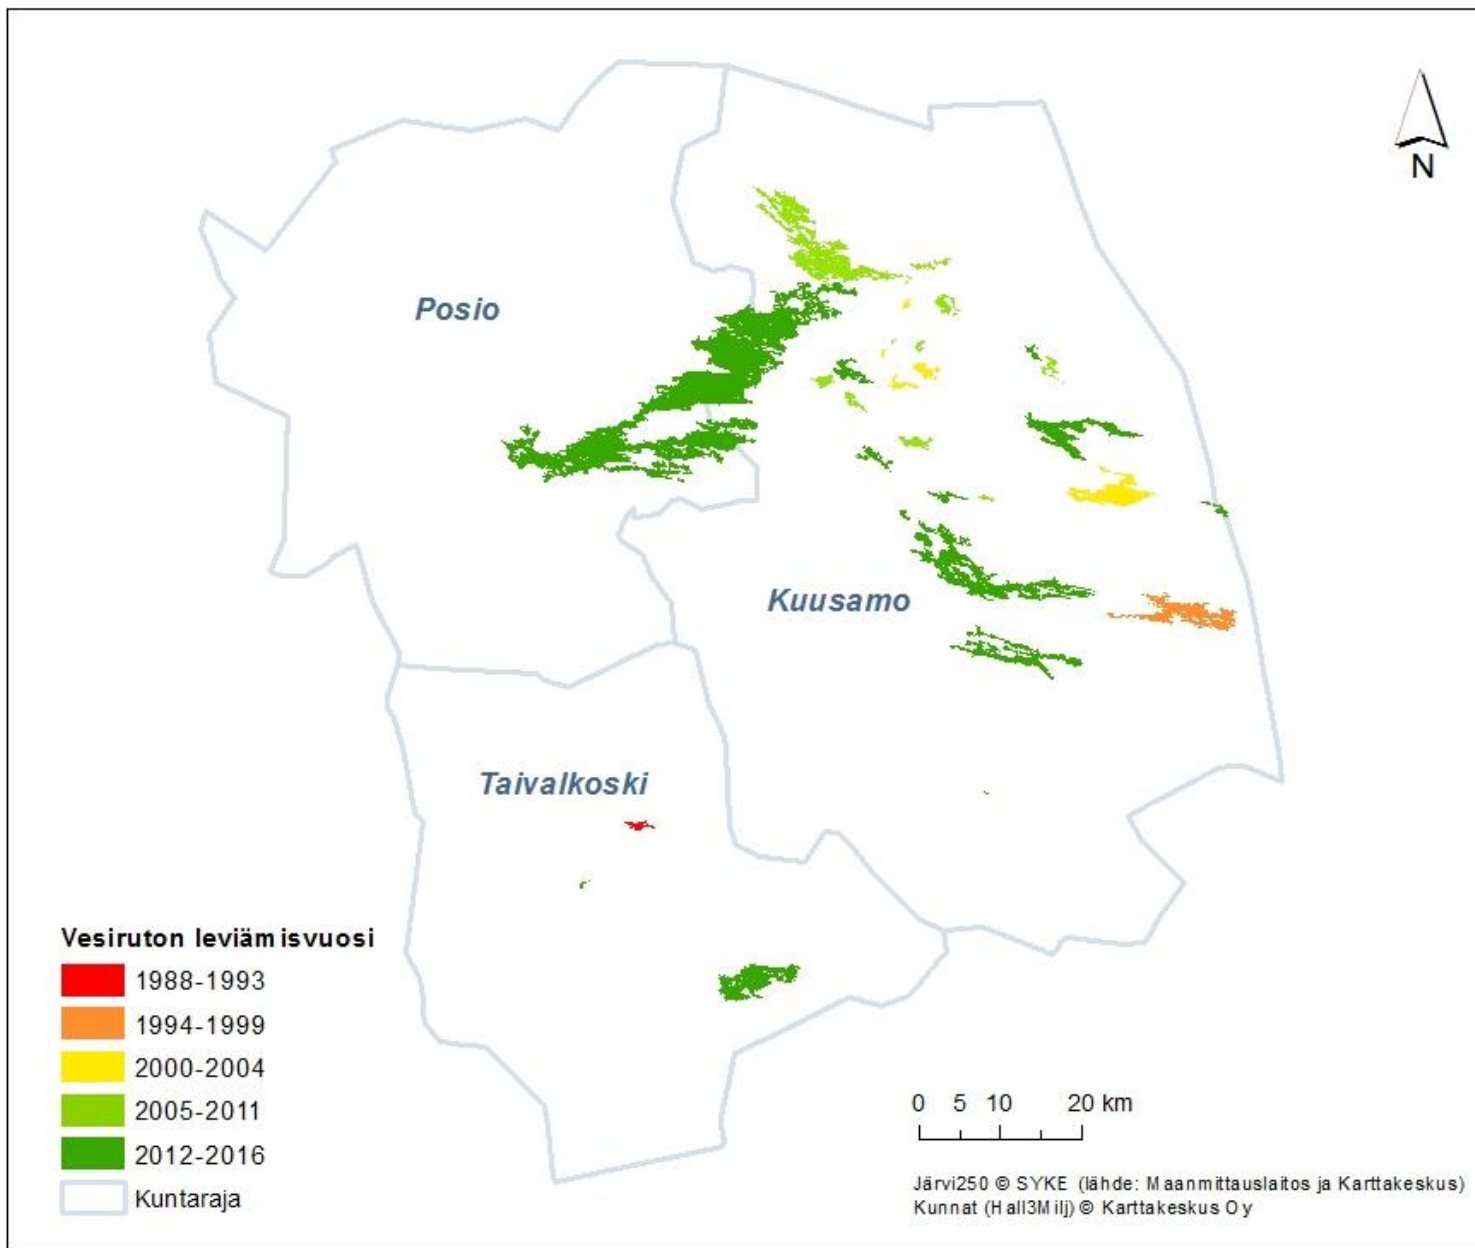 N
Posio
Kuusamo
Taivalkoski
Vesiruton leviämisvuosi
1988-1993
1994-1999
2000-2004
2005-2011
2012-2016
Kuntaraja
0 5 10 20 km
Järvi250 © SYKE (lähde: Maanmittauslaitos ja Karttakeskus)
Kunnat (Hall3Milj) © Karttakeskus Oy